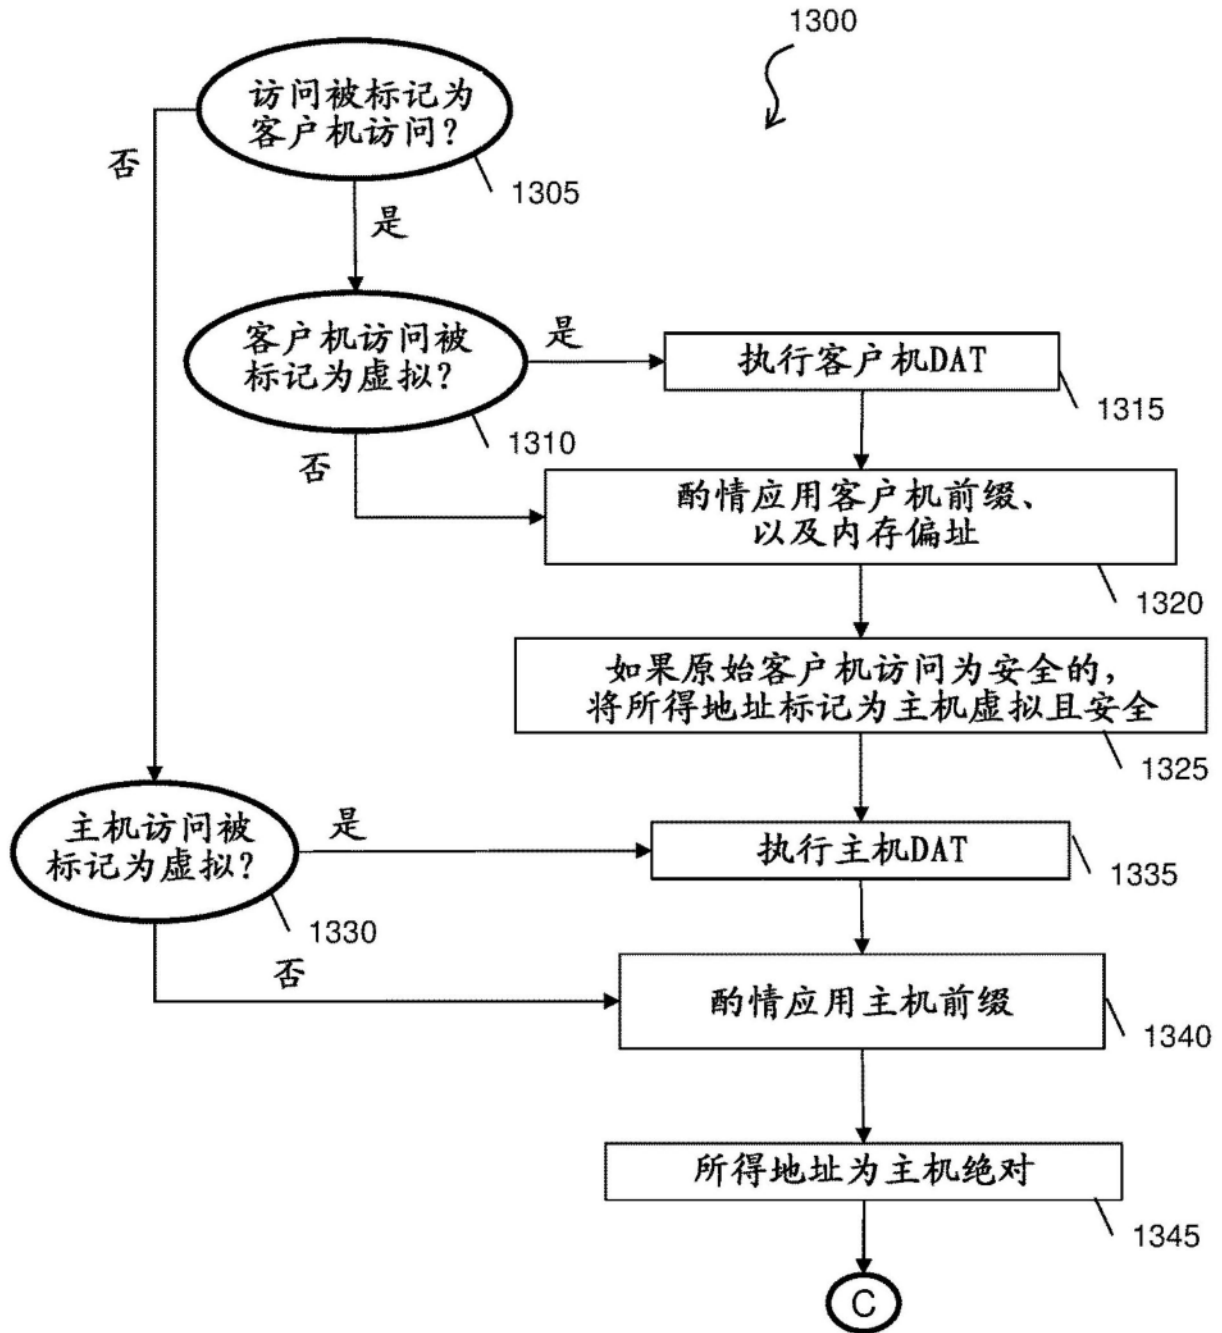 1300
访问被标记为
客户机访问?
1305
否
是
客户机访问被
标记为虚拟?
1310
是
执行客户机DAT
1315
否
酌情应用客户机前缀、
以及内存偏址
1320
如果原始客户机访问为安全的,
将所得地址标记为主机虚拟且安全
1325
主机访问被
标记为虚拟?
1330
是
执行主机DAT
1335
否
酌情应用主机前缀
1340
所得地址为主机绝对
1345
C